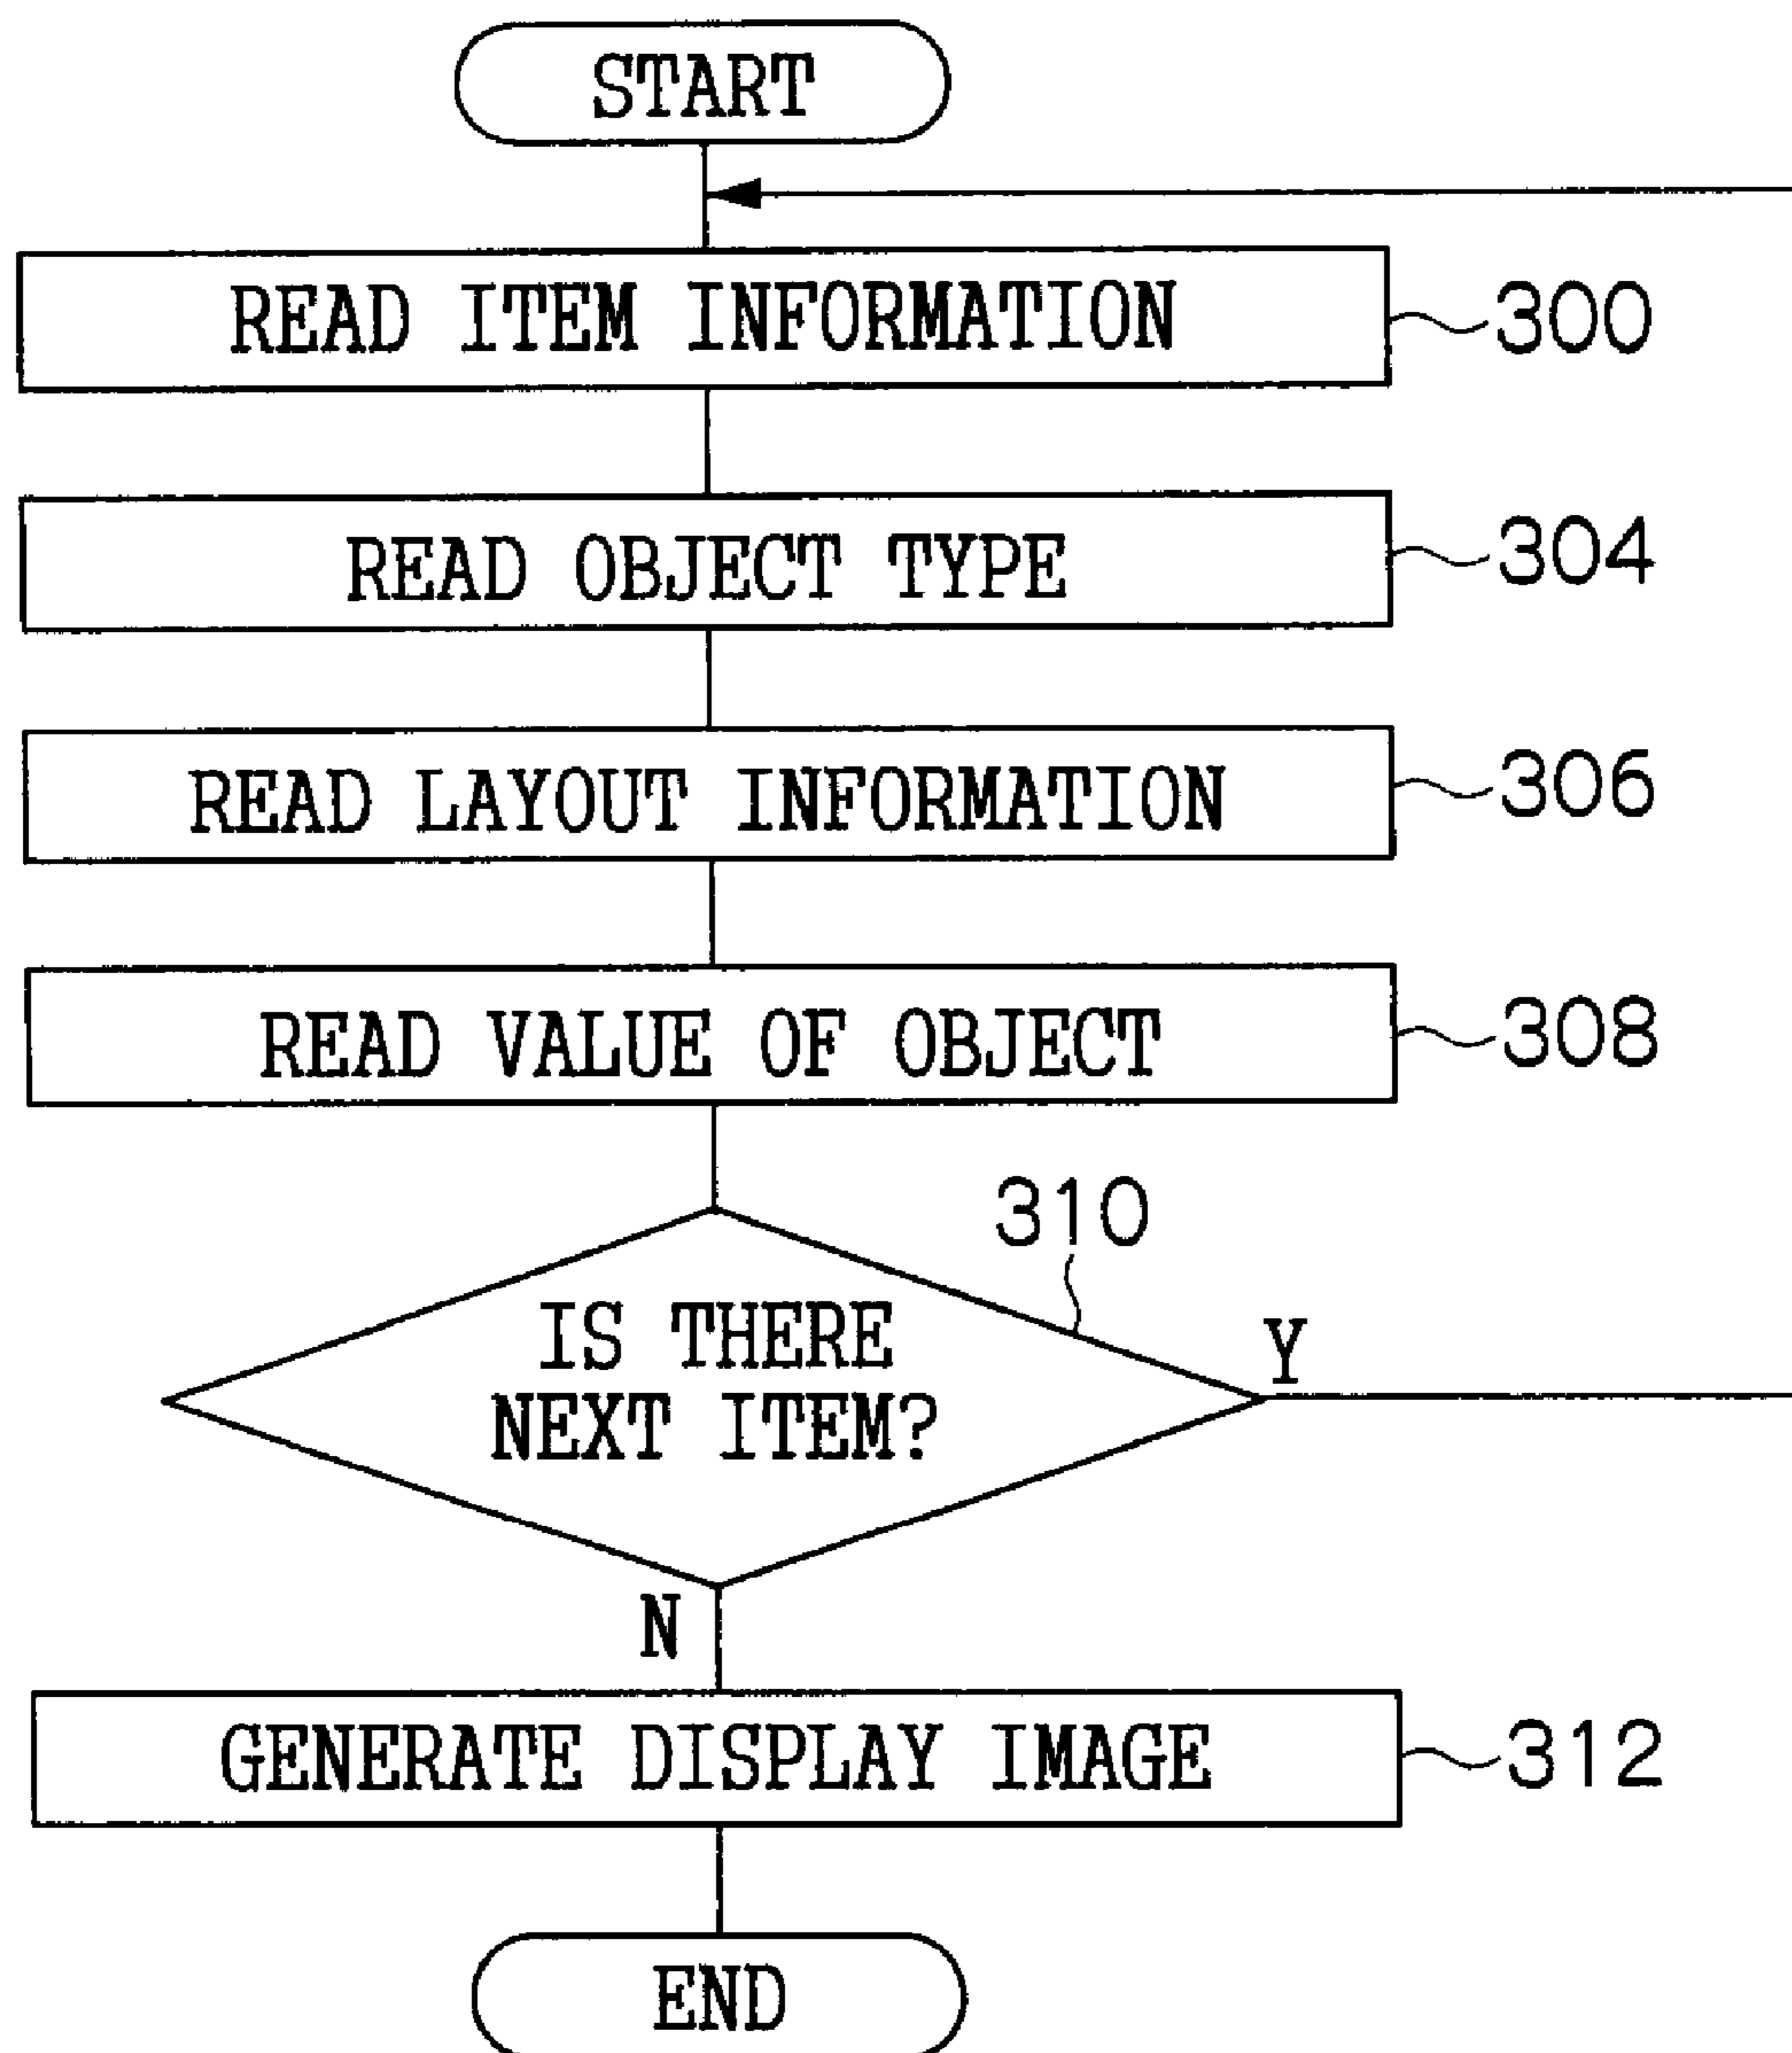 START
READ ITEM INFORMATION
300
READ OBJECT TYPE
304
READ LAYOUT INFORMATION
306
READ VALUE OF OBJECT
308
310
IS THERE
NEXT ITEM?
Y
N
GENERATE DISPLAY IMAGE
312
END